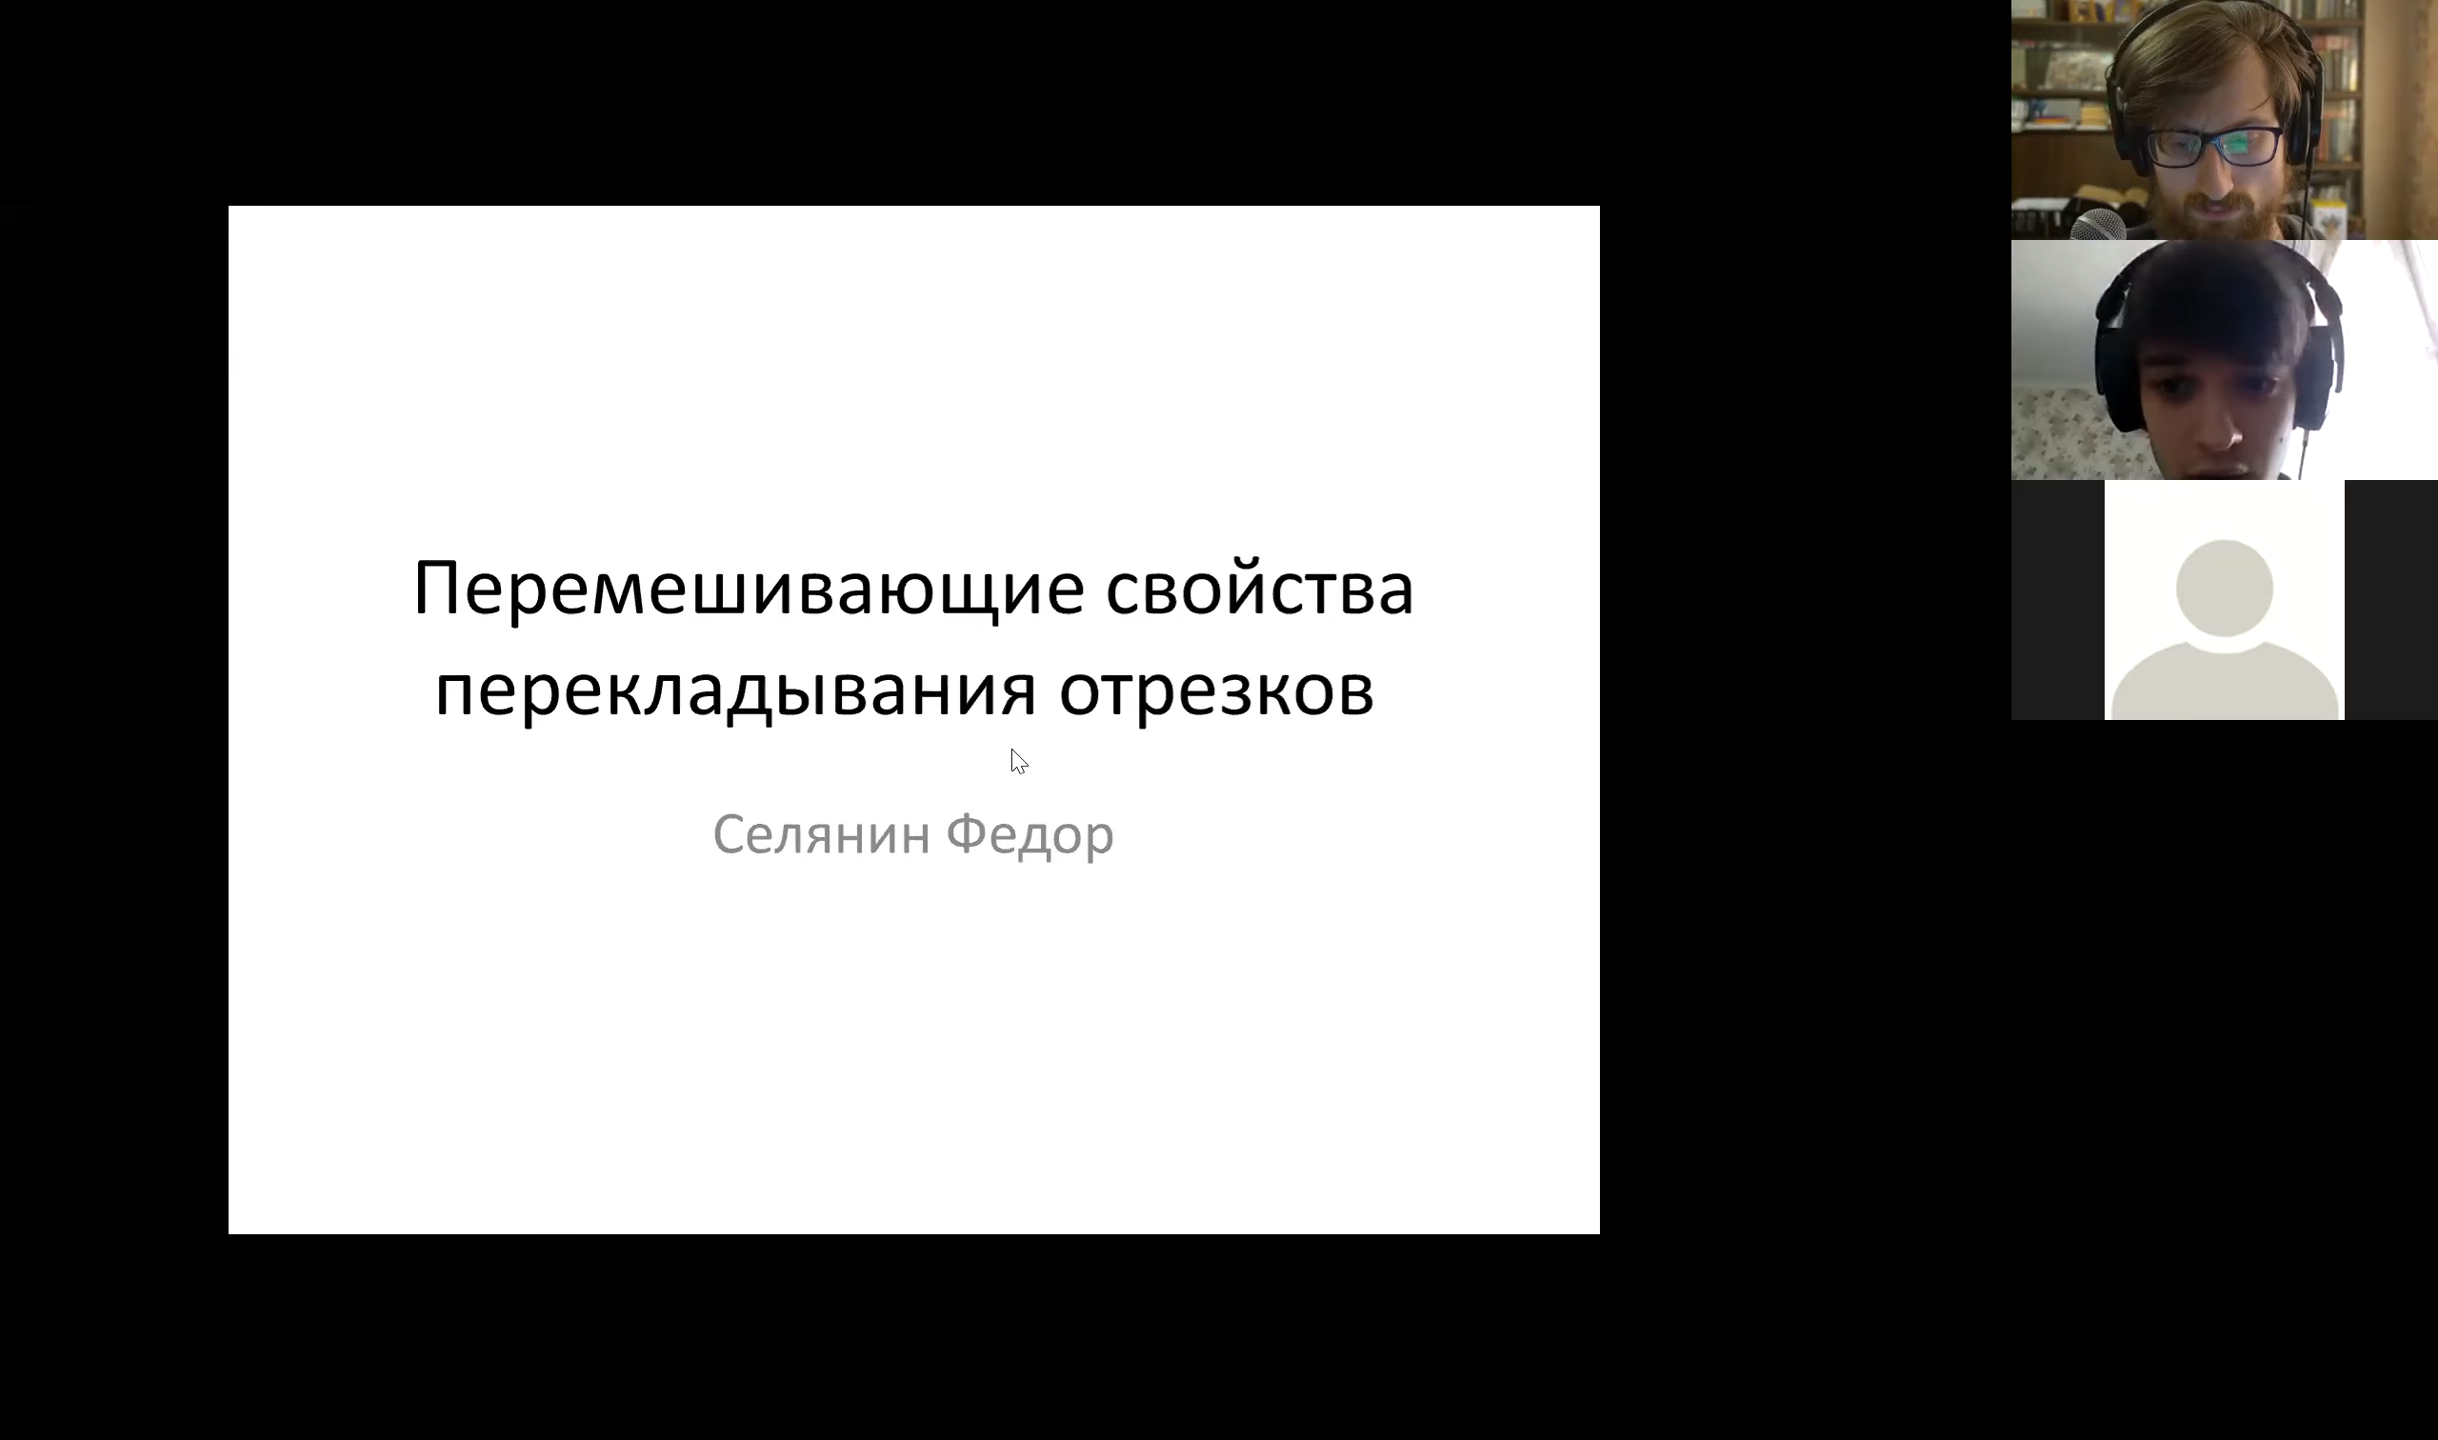 Перемешивающие свойства
перекладывания отрезков
Селянин Федор